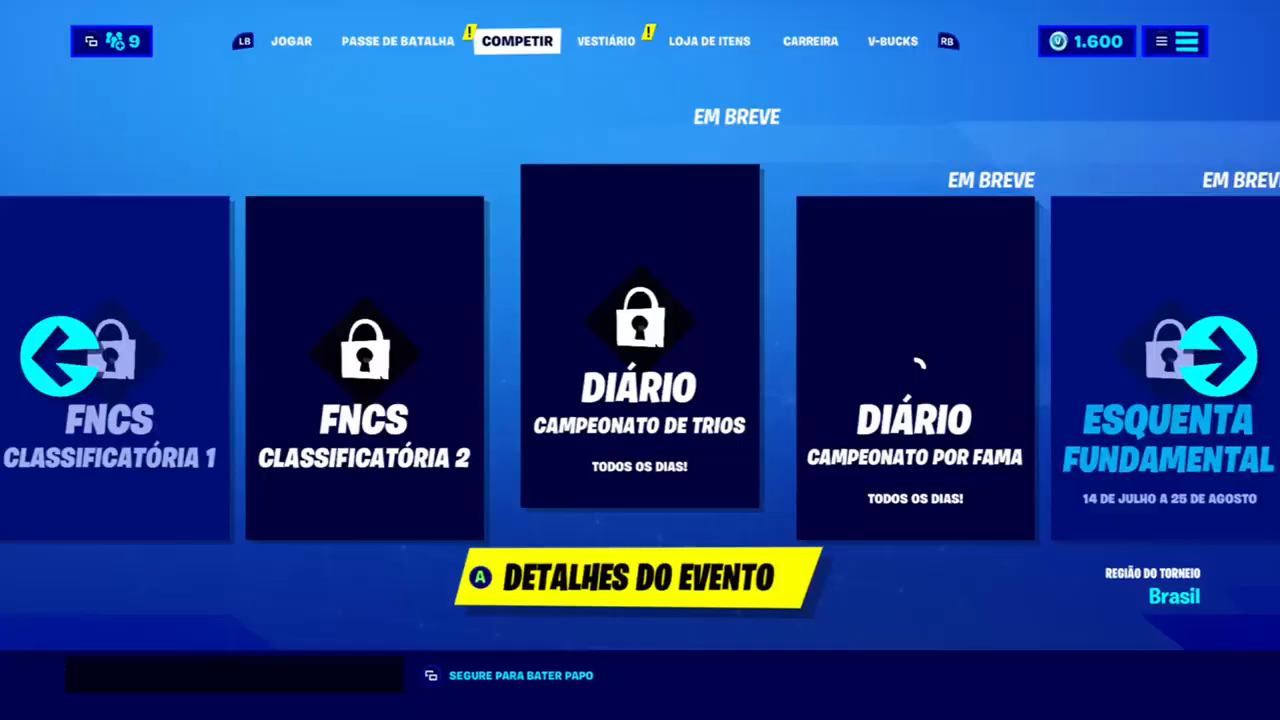 9
LB
JOGAR
PASSE DE BATALHA
!
COMPETIR
VESTIÁRIO
!
LOJA DE ITENS
CARREIRA
V-BUCKS
RB
1.600
EM BREVE
EM BREVE
EM BREV
FNCS
CLASSIFICATÓRIA 1
FNCS
CLASSIFICATÓRIA 2
DIÁRIO
CAMPEONATO DE TRIOS
TODOS OS DIAS!
DIÁRIO
CAMPEONATO POR FAMA
TODOS OS DIAS!
ESQUENTA
FUNDAMENTAL
14 DE JULHO A 25 DE AGOSTO
A DETALHES DO EVENTO
REGIÃO DO TORNEIO
Brasil
SEGURE PARA BATER PAPO